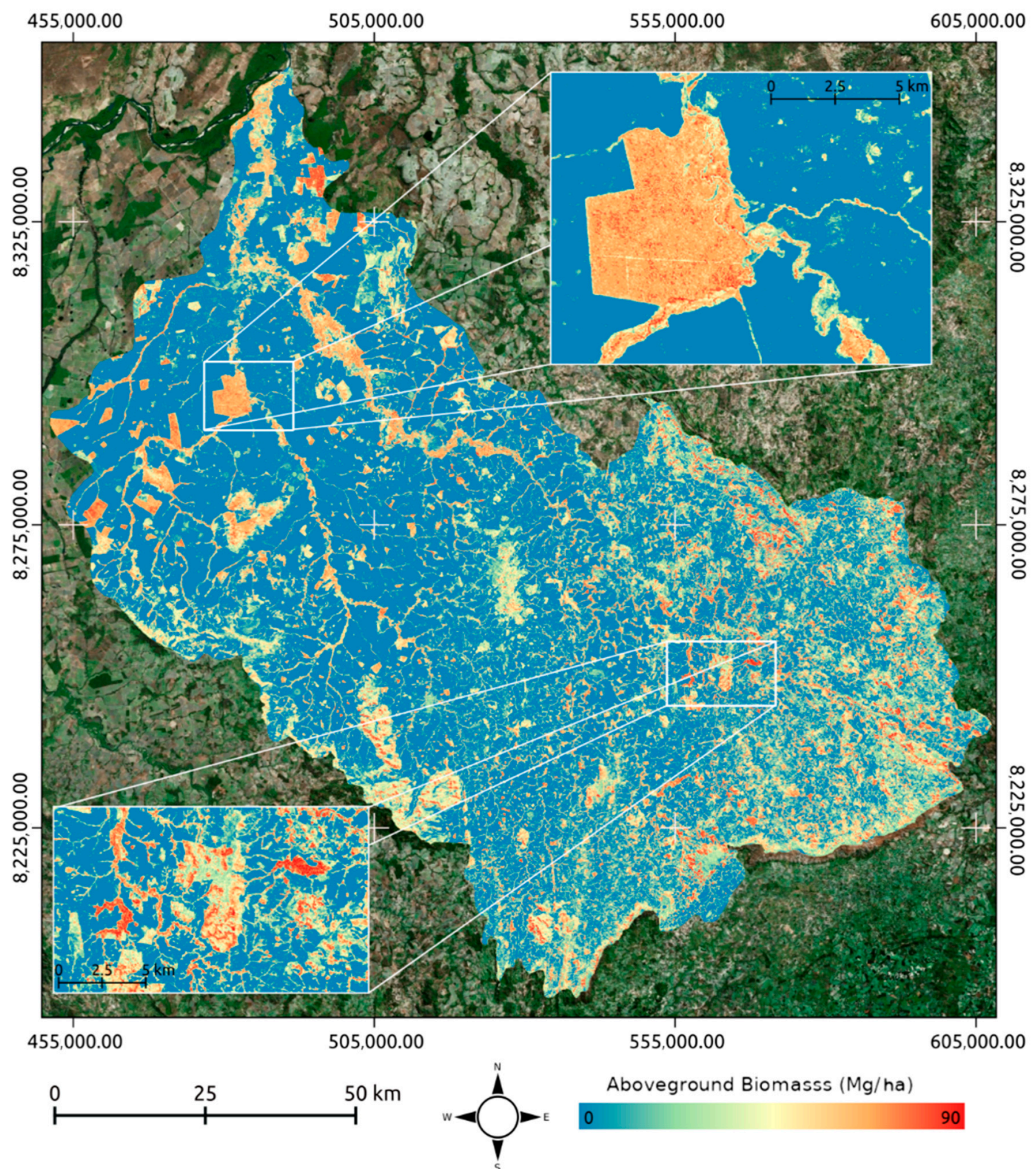 455,000.00 505,000.00 555,000.00 605,000.00
0 2.5 5 km
8,325,000.00 8,325,000.00
8,275,000.00 8,275,000.00
8,225,000.00 8,225,000.00
0 2.5 5 km
455,000.00 505,000.00 555,000.00 605,000.00
0 25 50 km
N
W E
S
Aboveground Biomasss (Mg/ha)
0 90